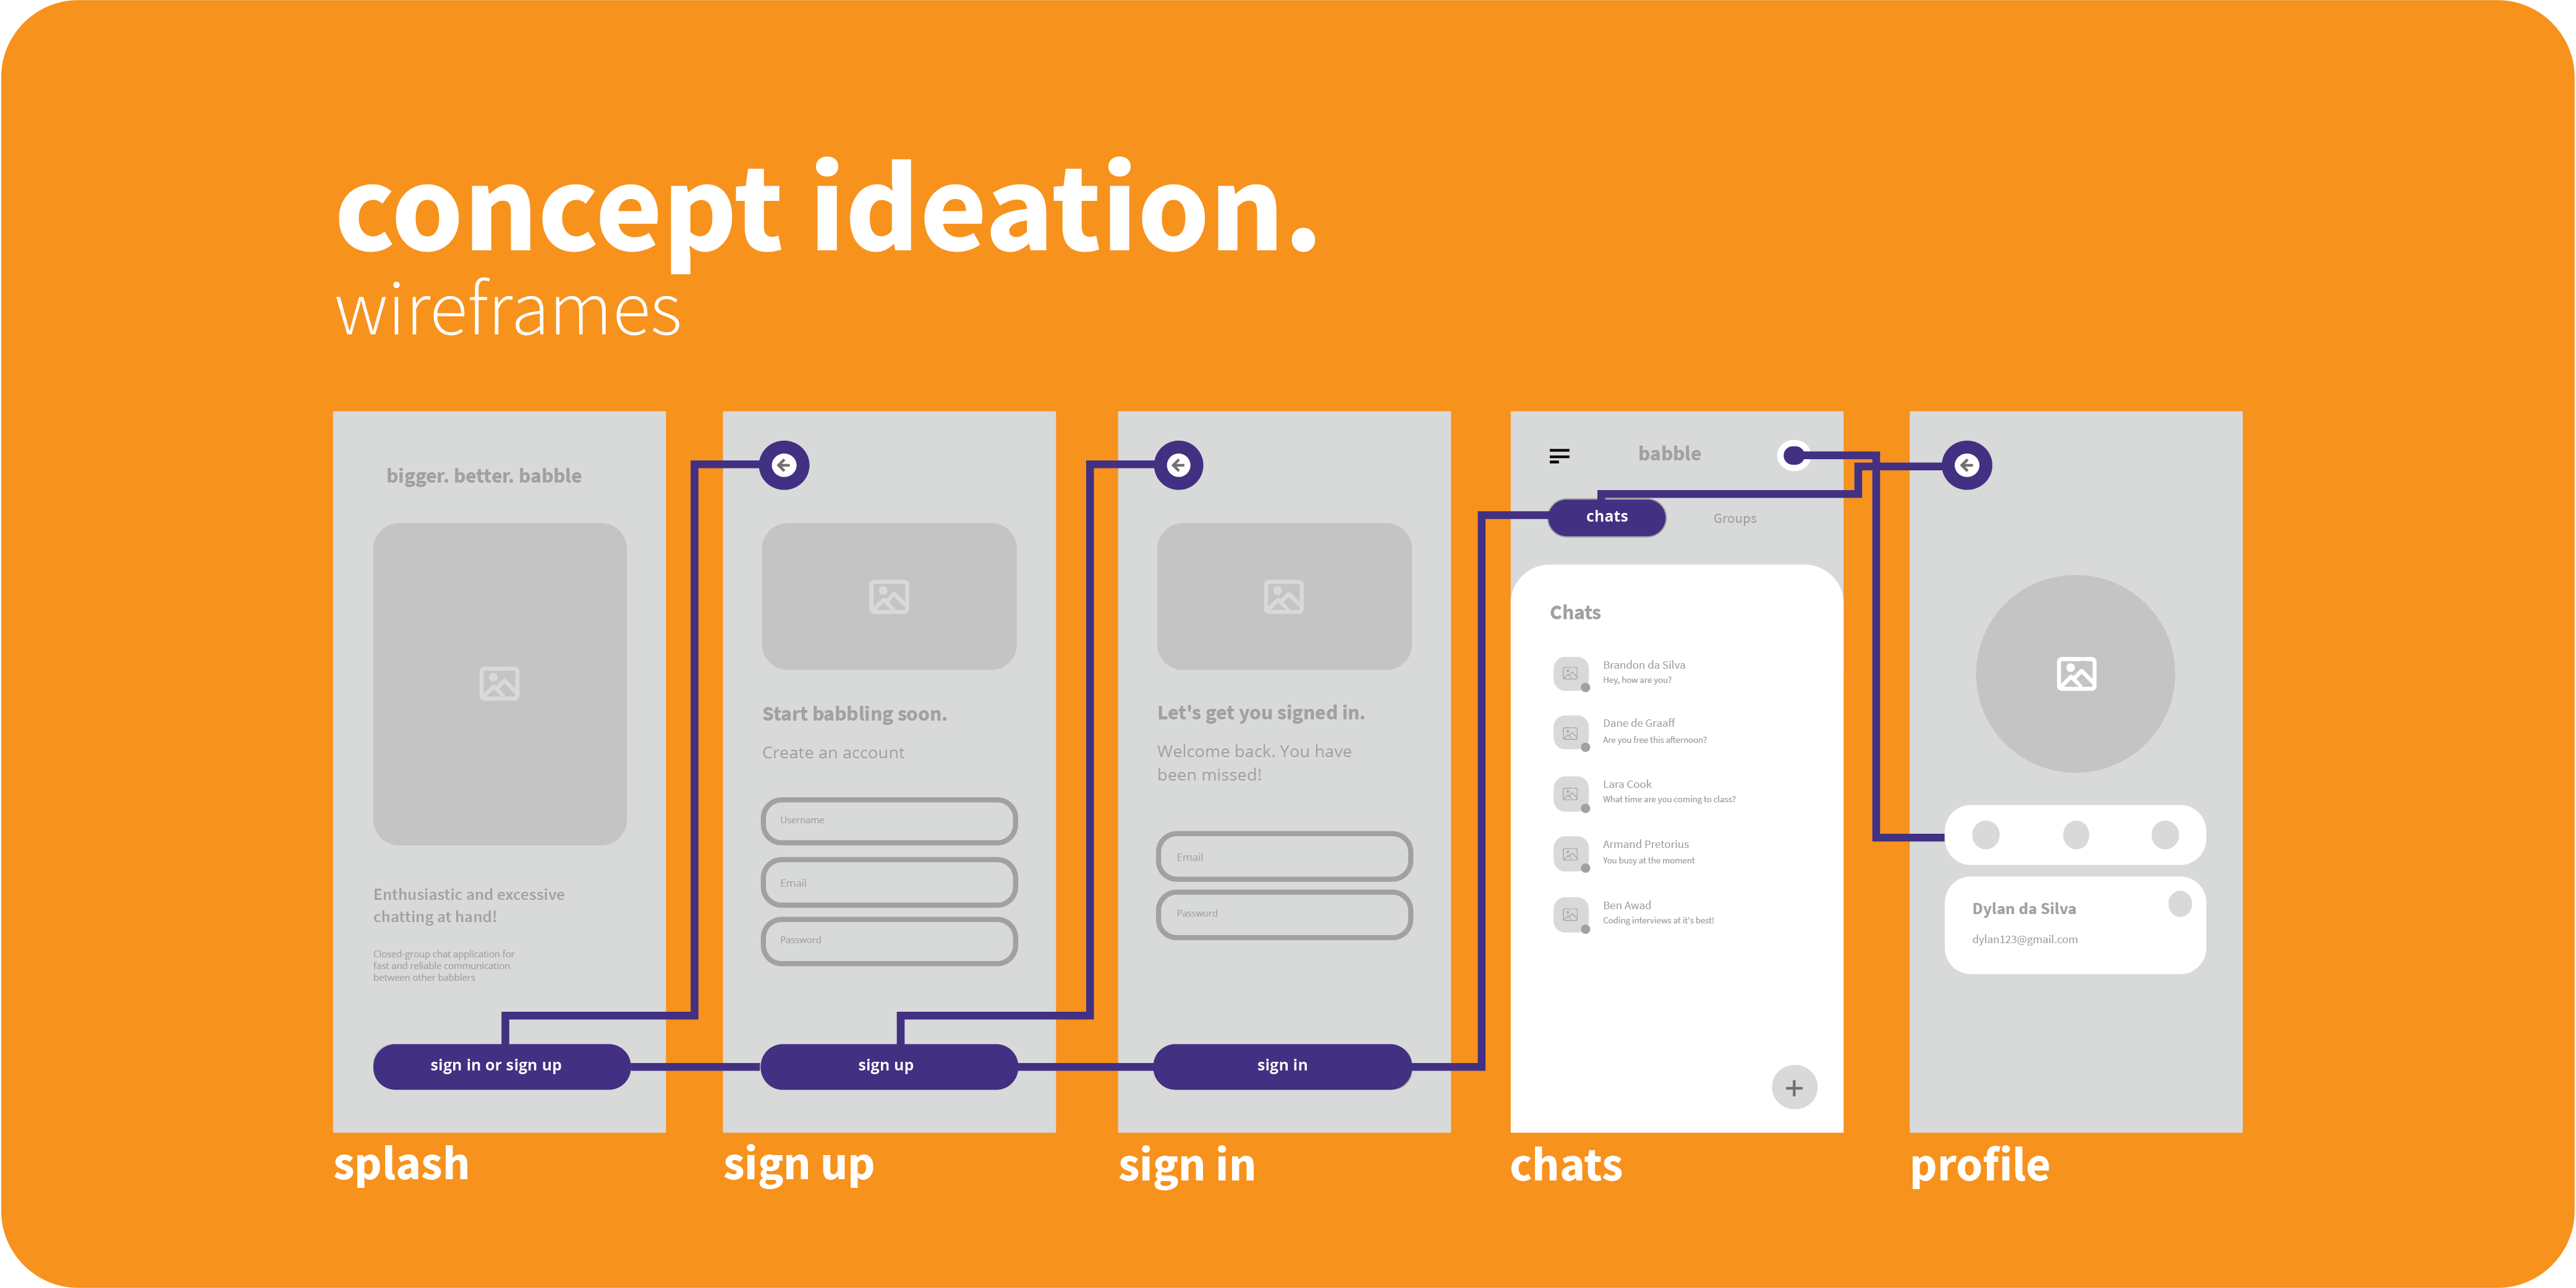 concept ideation.
wireframes
bigger. better. babble
Enthusiastic and excessive
chatting at hand!
Closed-group chat application for
fast and reliable communication
between other babblers
sign in or sign up
splash
Start babbling soon.
Create an account
Username
Email
Password
sign up
sign up
Let's get you signed in.
Welcome back. You have
been missed!
Email
Password
sign in
sign in
babble
chats
Groups
Chats
Brandon da Silva
Hey, how are you?
Dane de Graaff
Are you free this afternoon?
Lara Cook
What time are you coming to class?
Armand Pretorius
You busy at the moment
Ben Awad
Coding interviews at it's best!
chats
Dylan da Silva
dylan123@gmail.com
profile